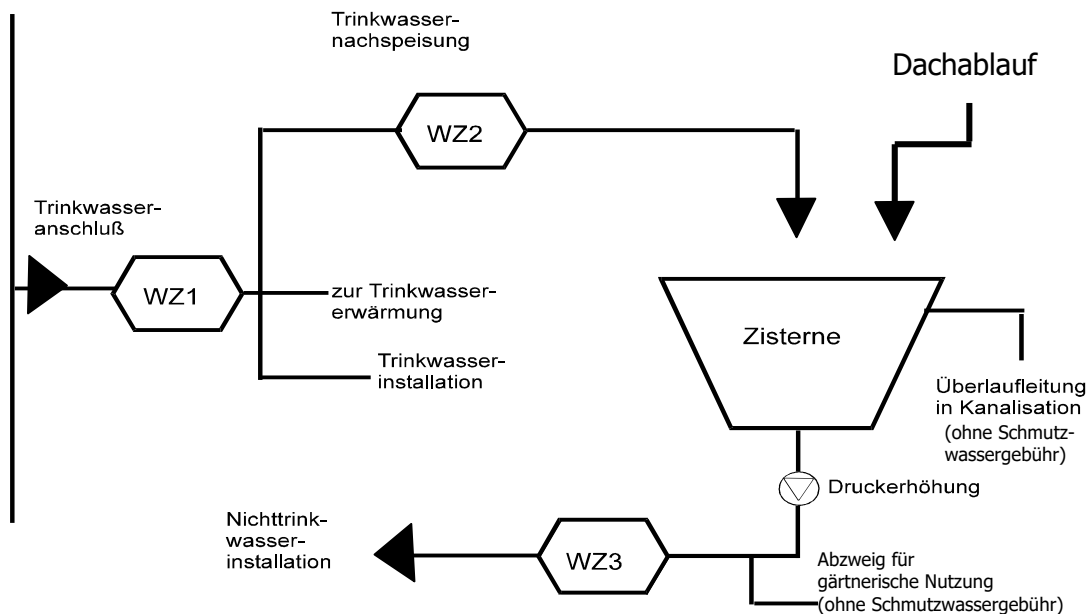 Trinkwasser-
nachspeisung
Dachablauf
WZ2
Trinkwasser-
anschluß
WZ1
zur Trinkwasser-
erwärmung
Trinkwasser-
installation
Zisterne
Überlaufleitung
in Kanalisation
(ohne Schmutz-
wassergebühr)
Druckerhöhung
Nichttrink-
wasser-
installation
WZ3
Abzweig für
gärtnerische Nutzung
(ohne Schmutzwassergebühr)